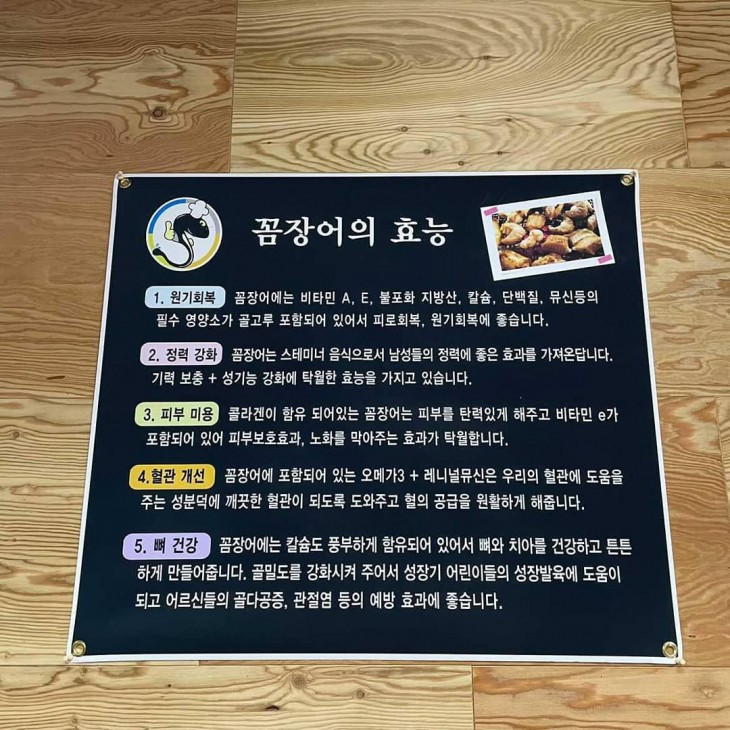 꼼장어의 효능
1. 원기회복 꼼장어에는 비타민 A, E, 불포화 지방산, 칼슘, 단백질, 뮤신등의
필수 영양소가 골고루 포함되어 있어서 피로회복, 원기회복에 좋습니다.
2. 정력 강화 꼼장어는 스테미너 음식으로서 남성들의 정력에 좋은 효과를 가져온답니다.
기력 보충 + 성기능 강화에 탁월한 효능을 가지고 있습니다.
3. 피부 미용 콜라겐이 함유 되어있는 꼼장어는 피부를 탄력있게 해주고 비타민 e가
포함되어 있어 피부보호효과, 노화를 막아주는 효과가 탁월합니다.
4.혈관 개선 꼼장어에 포함되어 있는 오메가3 + 레니널뮤신은 우리의 혈관에 도움을
주는 성분덕에 깨끗한 혈관이 되도록 도와주고 혈의 공급을 원활하게 해줍니다.
5. 뼈 건강 꼼장어에는 칼슘도 풍부하게 함유되어 있어서 뼈와 치아를 건강하고 튼튼
하게 만들어줍니다. 골밀도를 강화시켜 주어서 성장기 어린이들의 성장발육에 도움이
되고 어르신들의 골다공증, 관절염 등의 예방 효과에 좋습니다.